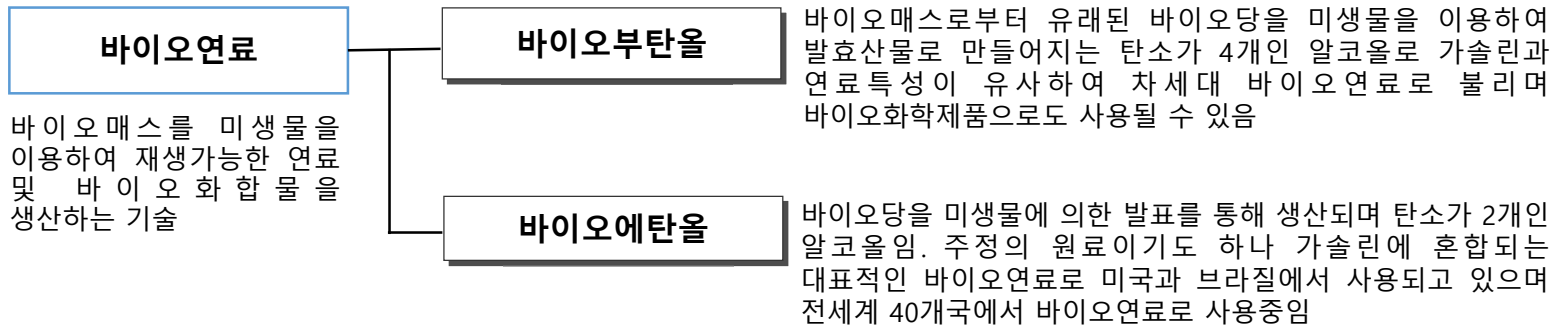 바이오연료
바이오매스를 미생물을
이용하여 재생가능한 연료
및 바이오화합물을
생산하는 기술
바이오부탄올
바이오매스로부터 유래된 바이오당을 미생물을 이용하여
발효산물로 만들어지는 탄소가 4개인 알코올로 가솔린과
연료특성이 유사하여 차세대 바이오연료로 불리며
바이오화학제품으로도 사용될 수 있음
바이오에탄올
바이오당을 미생물에 의한 발표를 통해 생산되며 탄소가 2개인
알코올임. 주정의 원료이기도 하나 가솔린에 혼합되는
대표적인 바이오연료로 미국과 브라질에서 사용되고 있으며
전세계 40개국에서 바이오연료로 사용중임